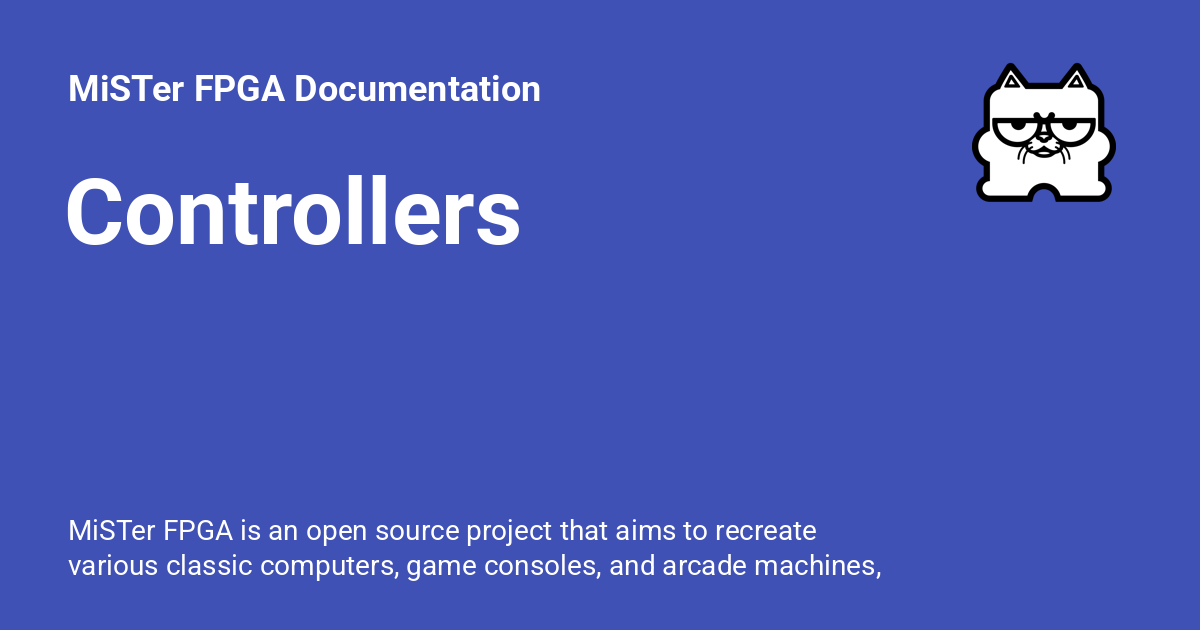 MiSTer FPGA Documentation
Controllers
MiSTer FPGA is an open source project that aims to recreate
various classic computers, game consoles, and arcade machines,